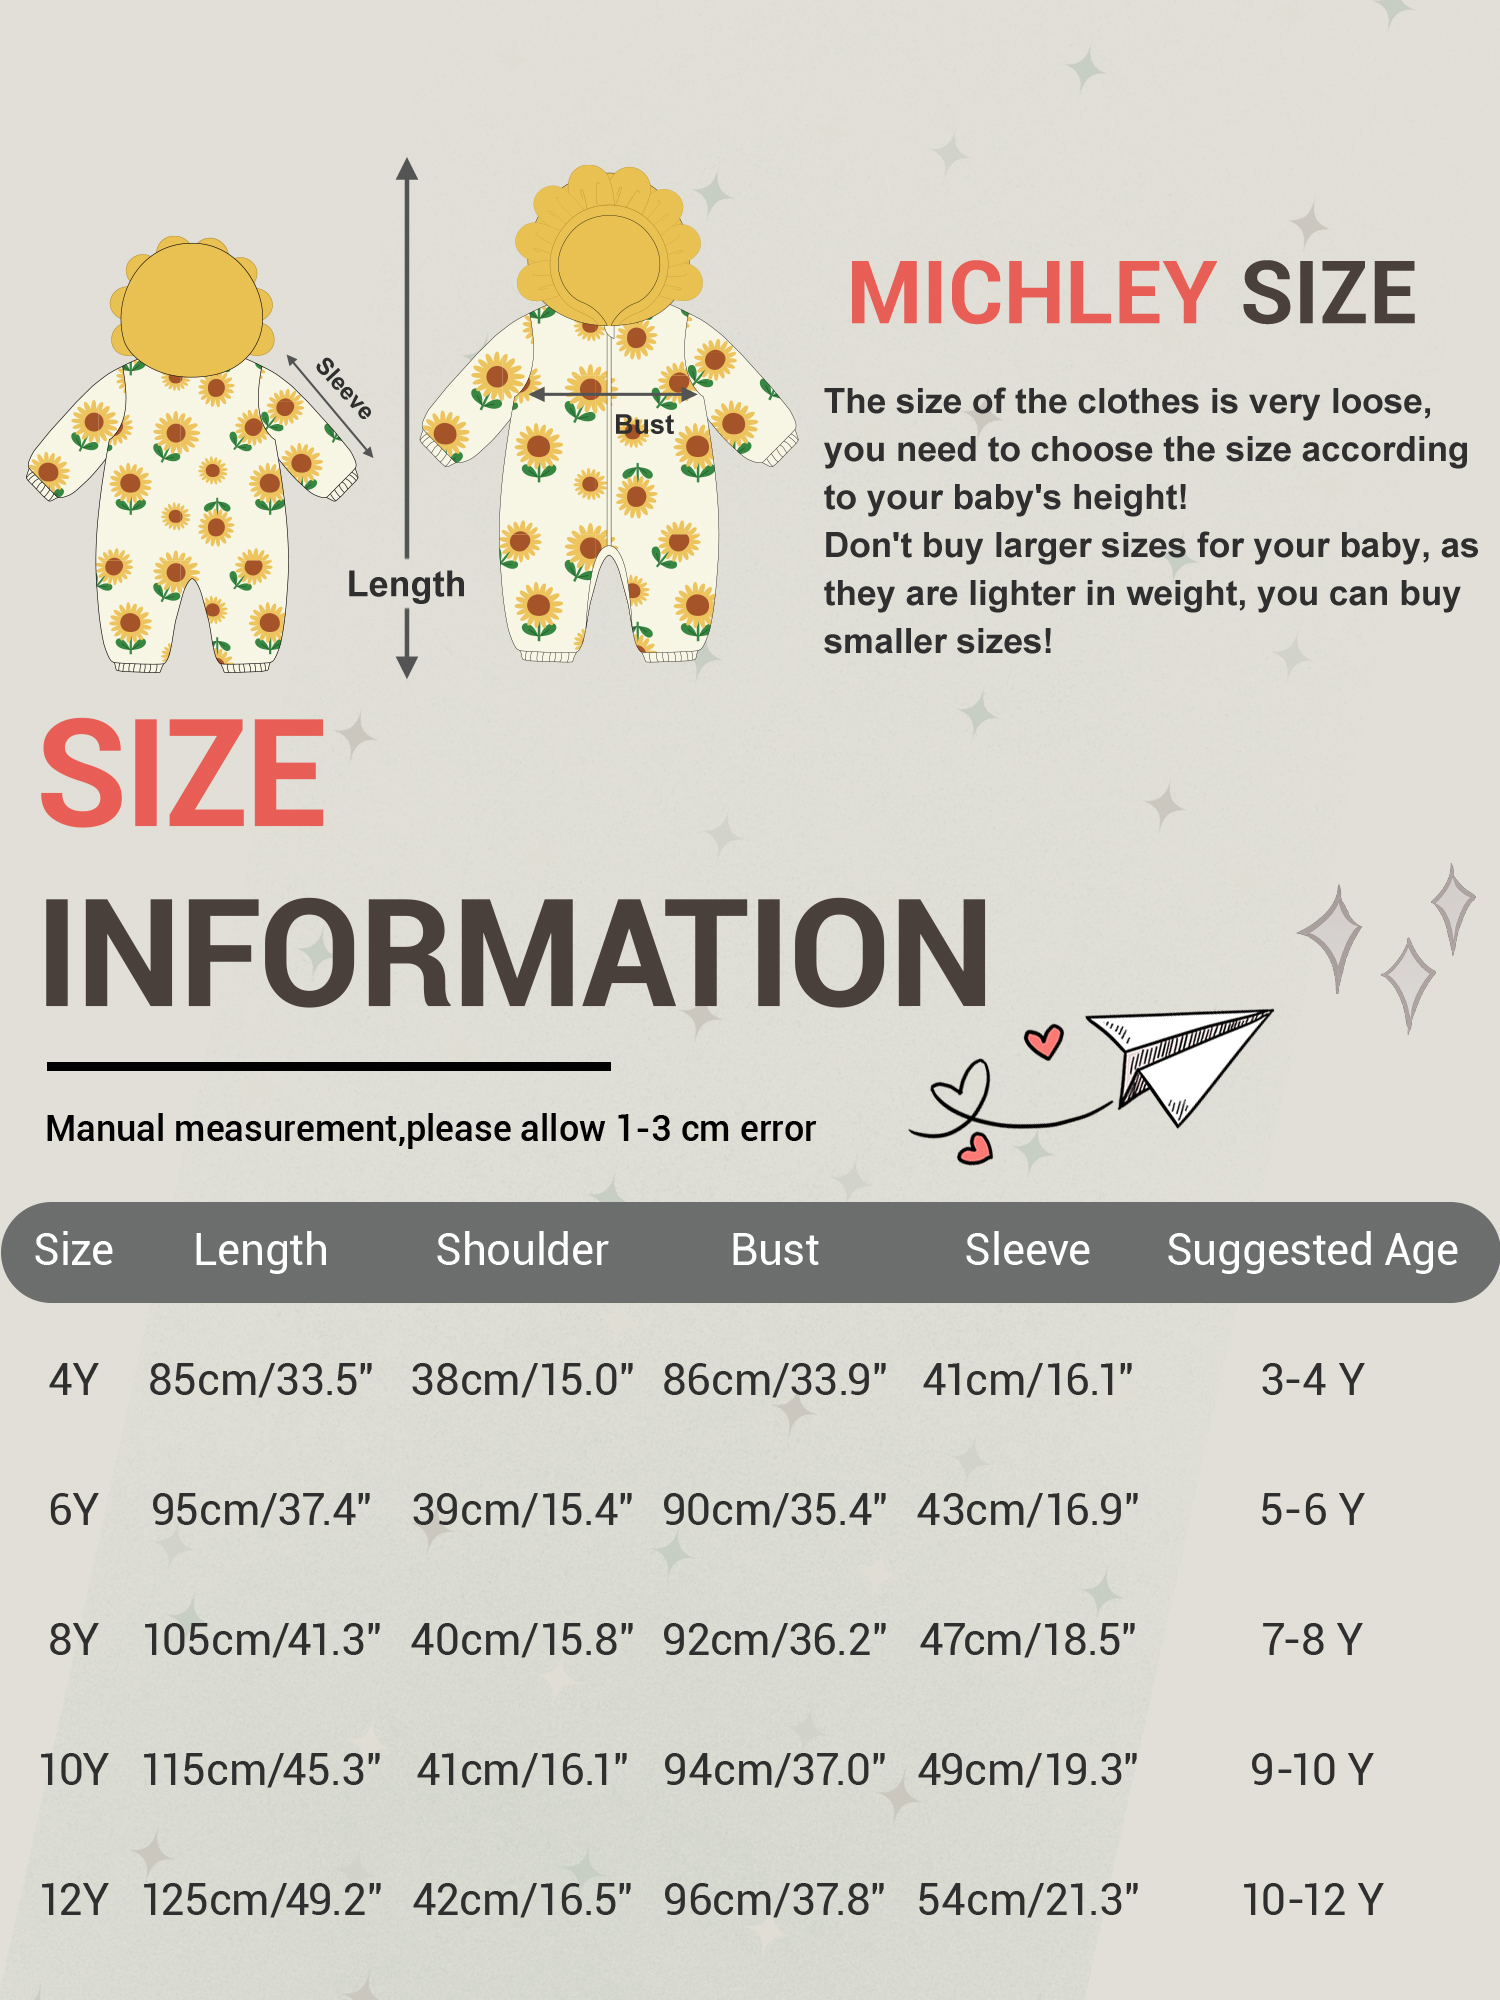 Sleeve
Bust
Length
MICHLEY SIZE
The size of the clothes is very loose,
you need to choose the size according
to your baby's height!
Don't buy larger sizes for your baby, as
they are lighter in weight, you can buy
smaller sizes!
SIZE
INFORMATION
Manual measurement,please allow 1-3 cm error
Size Length Shoulder Bust Sleeve Suggested Age
4Y 85cm/33.5" 38cm/15.0" 86cm/33.9" 41cm/16.1" 3-4 Y
6Y 95cm/37.4" 39cm/15.4" 90cm/35.4" 43cm/16.9" 5-6 Y
8Y 105cm/41.3" 40cm/15.8" 92cm/36.2" 47cm/18.5" 7-8 Y
10Y 115cm/45.3" 41cm/16.1" 94cm/37.0" 49cm/19.3" 9-10 Y
12Y 125cm/49.2" 42cm/16.5" 96cm/37.8" 54cm/21.3" 10-12 Y